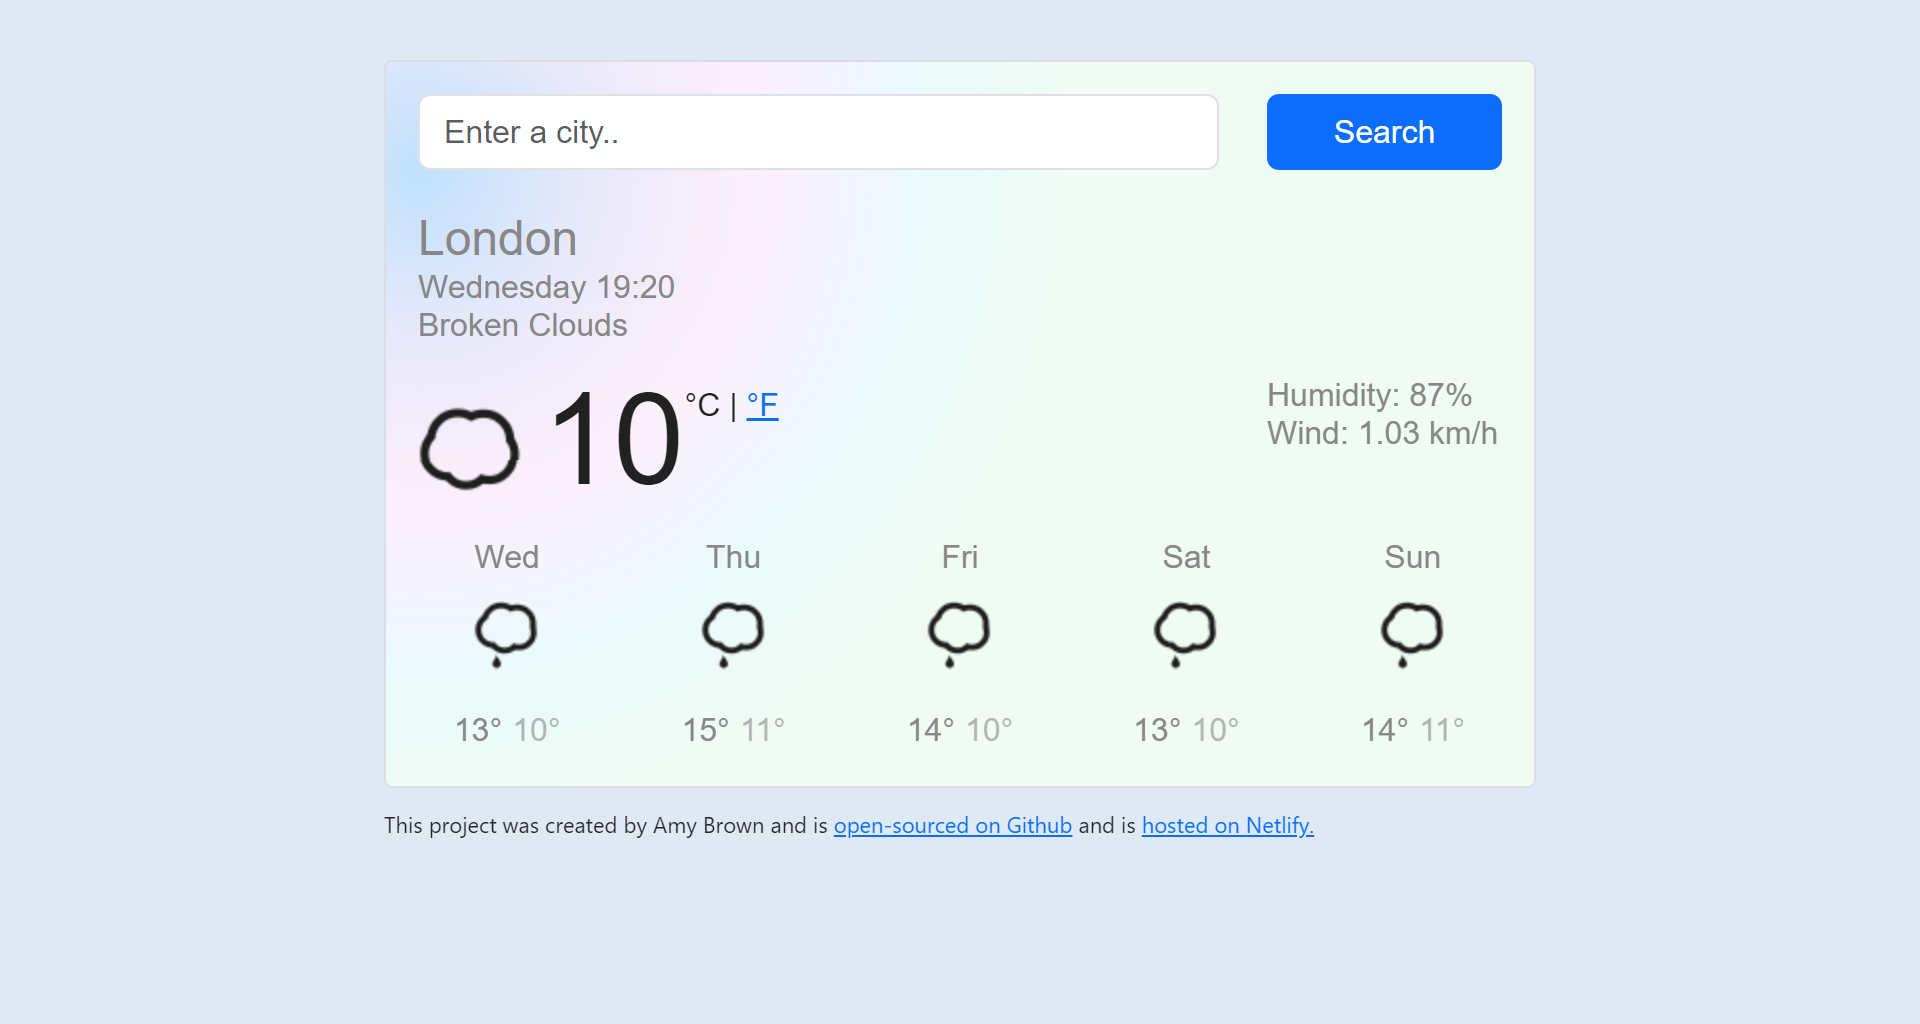 Enter a city..
Search
London
Wednesday 19:20
Broken Clouds
10 °C | °F
Humidity: 87%
Wind: 1.03 km/h
Wed Thu Fri Sat Sun
13° 10° 15° 11° 14° 10° 13° 10° 14° 11°
This project was created by Amy Brown and is open-sourced on Github and is hosted on Netlify.